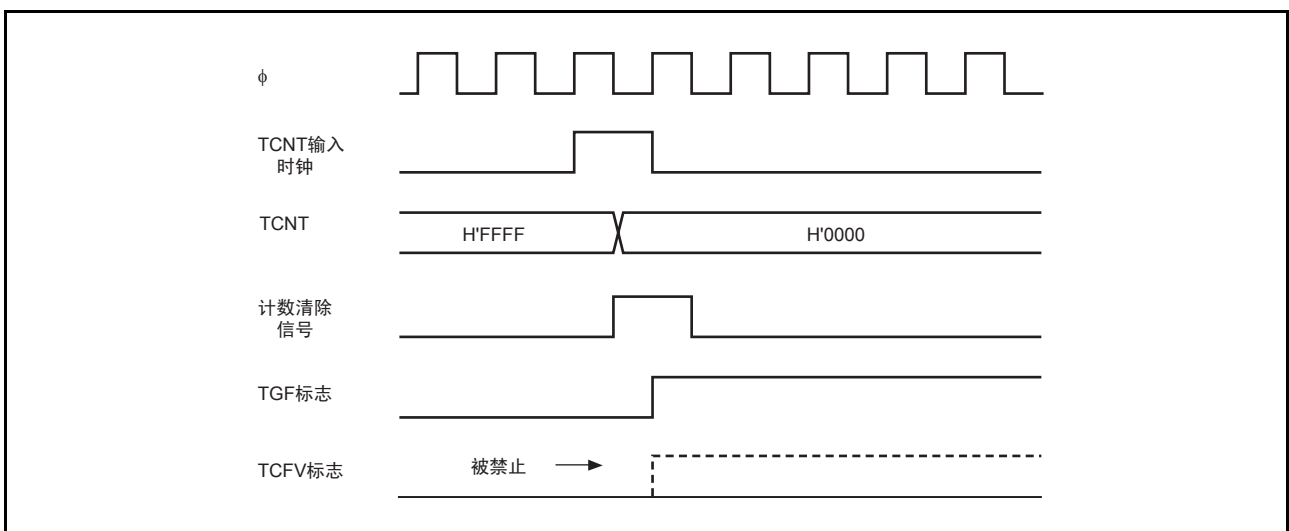 ϕ
TCNT输入
时钟
TCNT
H'FFFF H'0000
计数清除
信号
TGF标志
TCFV标志
被禁止